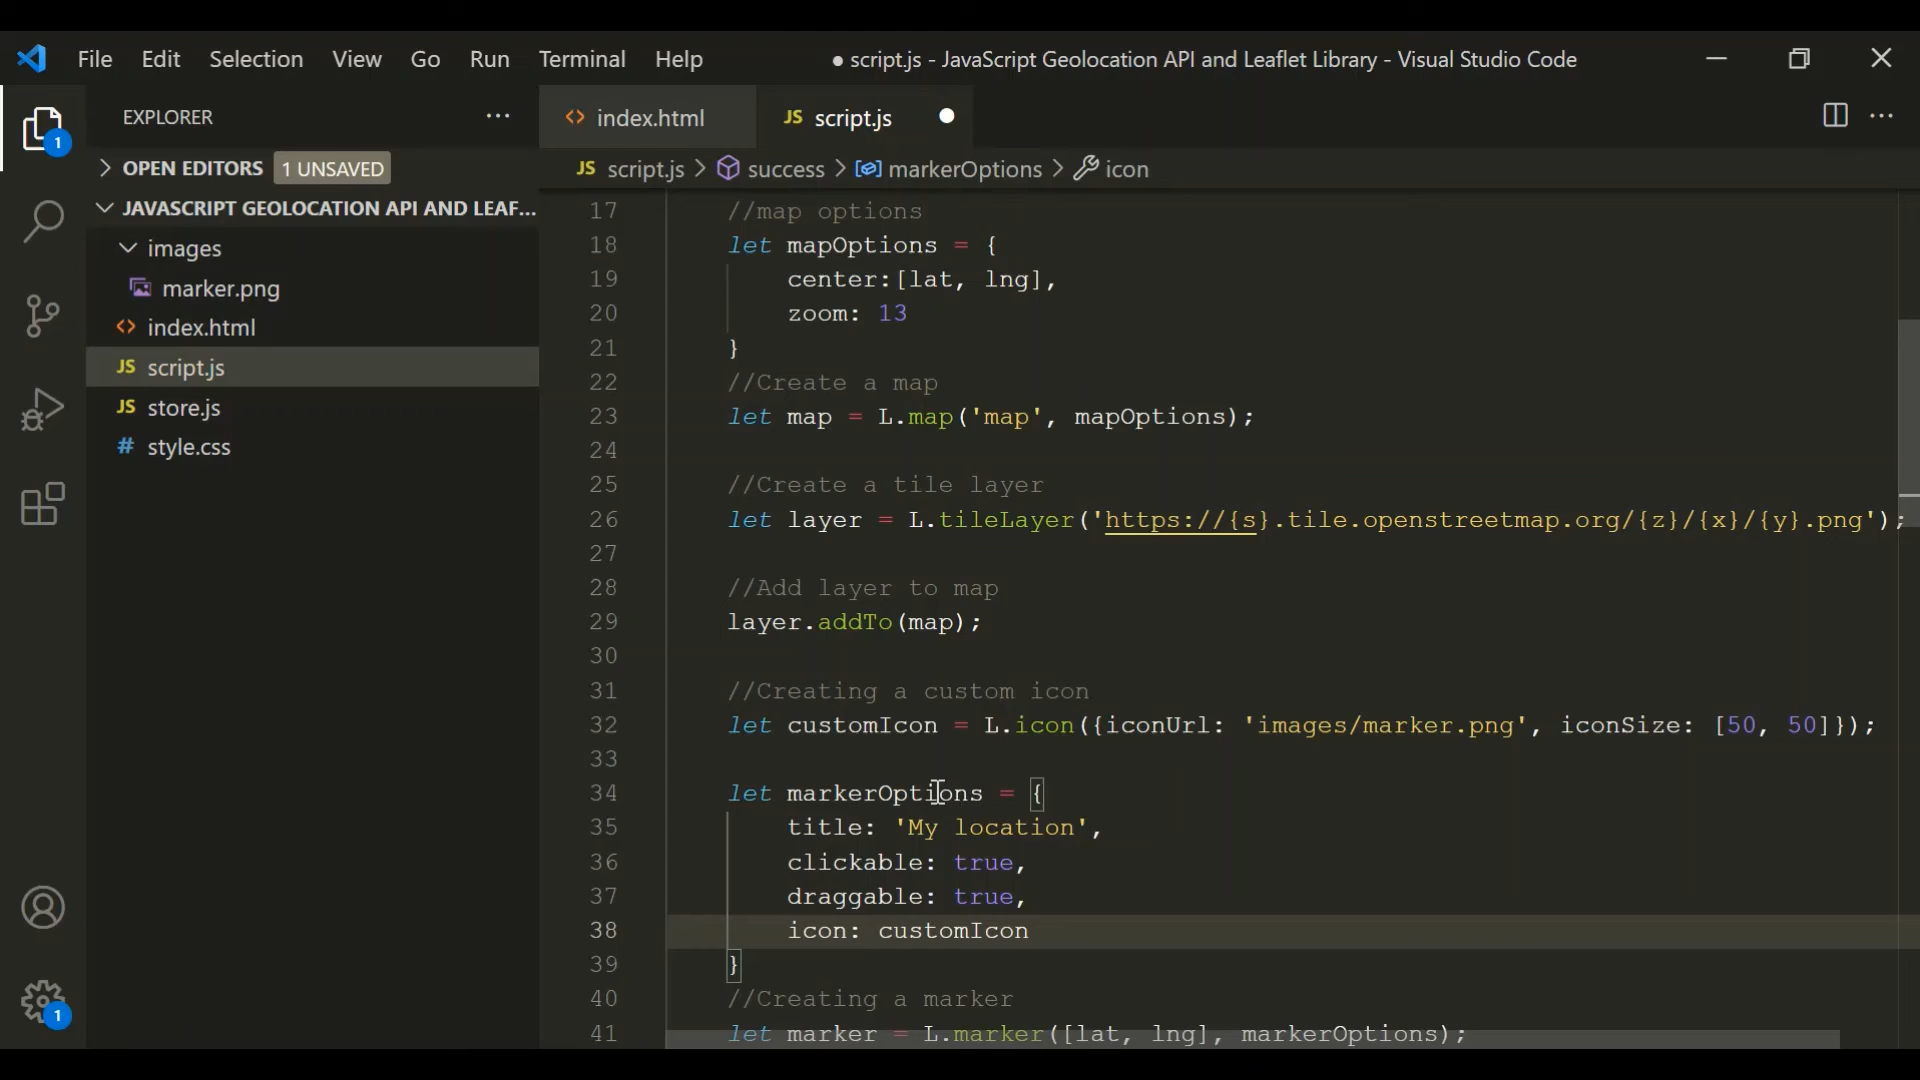 File Edit Selection View Go Run Terminal Help ● script.js - JavaScript Geolocation API and Leaflet Library - Visual Studio Code
EXPLORER
index.html
JS script.js
1
OPEN EDITORS 1 UNSAVED
JS script.js > success > markerOptions > icon
JAVASCRIPT GEOLOCATION API AND LEAF...
images
marker.png
index.html
JS script.js
JS store.js
# style.css
1
17 //map options
18 let mapOptions = {
19 center:[lat, lng],
20 zoom: 13
21 }
22 //Create a map
23 let map = L.map('map', mapOptions);
24
25 //Create a tile layer
26 let layer = L.tileLayer('https://{s}.tile.openstreetmap.org/{z}/{x}/{y}.png');
27
28 //Add layer to map
29 layer.addTo(map);
30
31 //Creating a custom icon
32 let customIcon = L.icon({iconUrl: 'images/marker.png', iconSize: [50, 50]});
33
34 let markerOptions = {
35 title: 'My location',
36 clickable: true,
37 draggable: true,
38 icon: customIcon
39 }
40 //Creating a marker
41 let marker = L.marker([lat, lng], markerOptions);